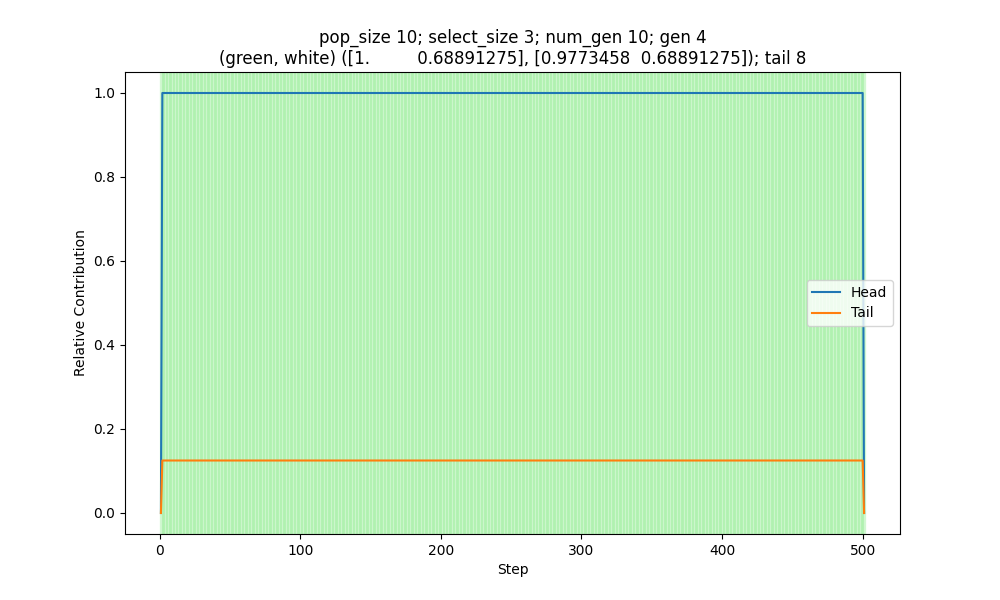 pop_size 10; select_size 3; num_gen 10; gen 4
(green, white) ([1.         0.68891275], [0.9773458  0.68891275]); tail 8
1.0
0.8
0.6
0.4
0.2
0.0
Relative Contribution
Head
Tail
0
100
200
300
400
500
Step